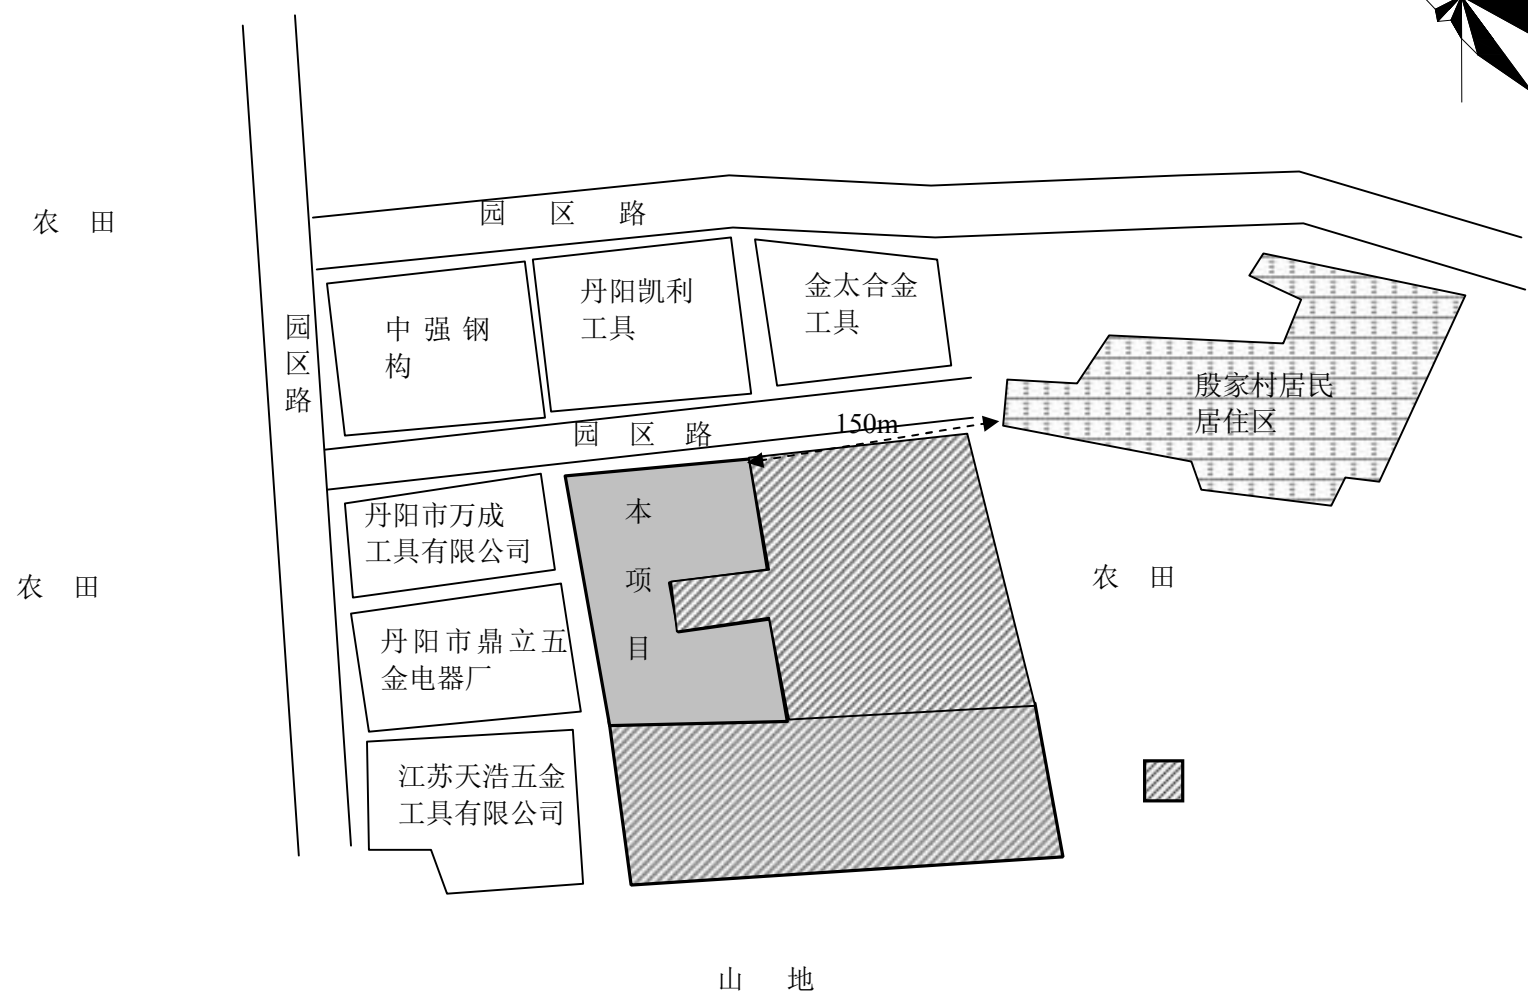 农 田
园 区 路
园
区
路
中强钢
构
丹阳凯利
工具
金太合金
工具
殷家村居民
居住区
150m
园 区 路
丹阳市万成
工具有限公司
本
项
目
农 田
农 田
丹阳市鼎立五
金电器厂
江苏天浩五金
工具有限公司
山 地